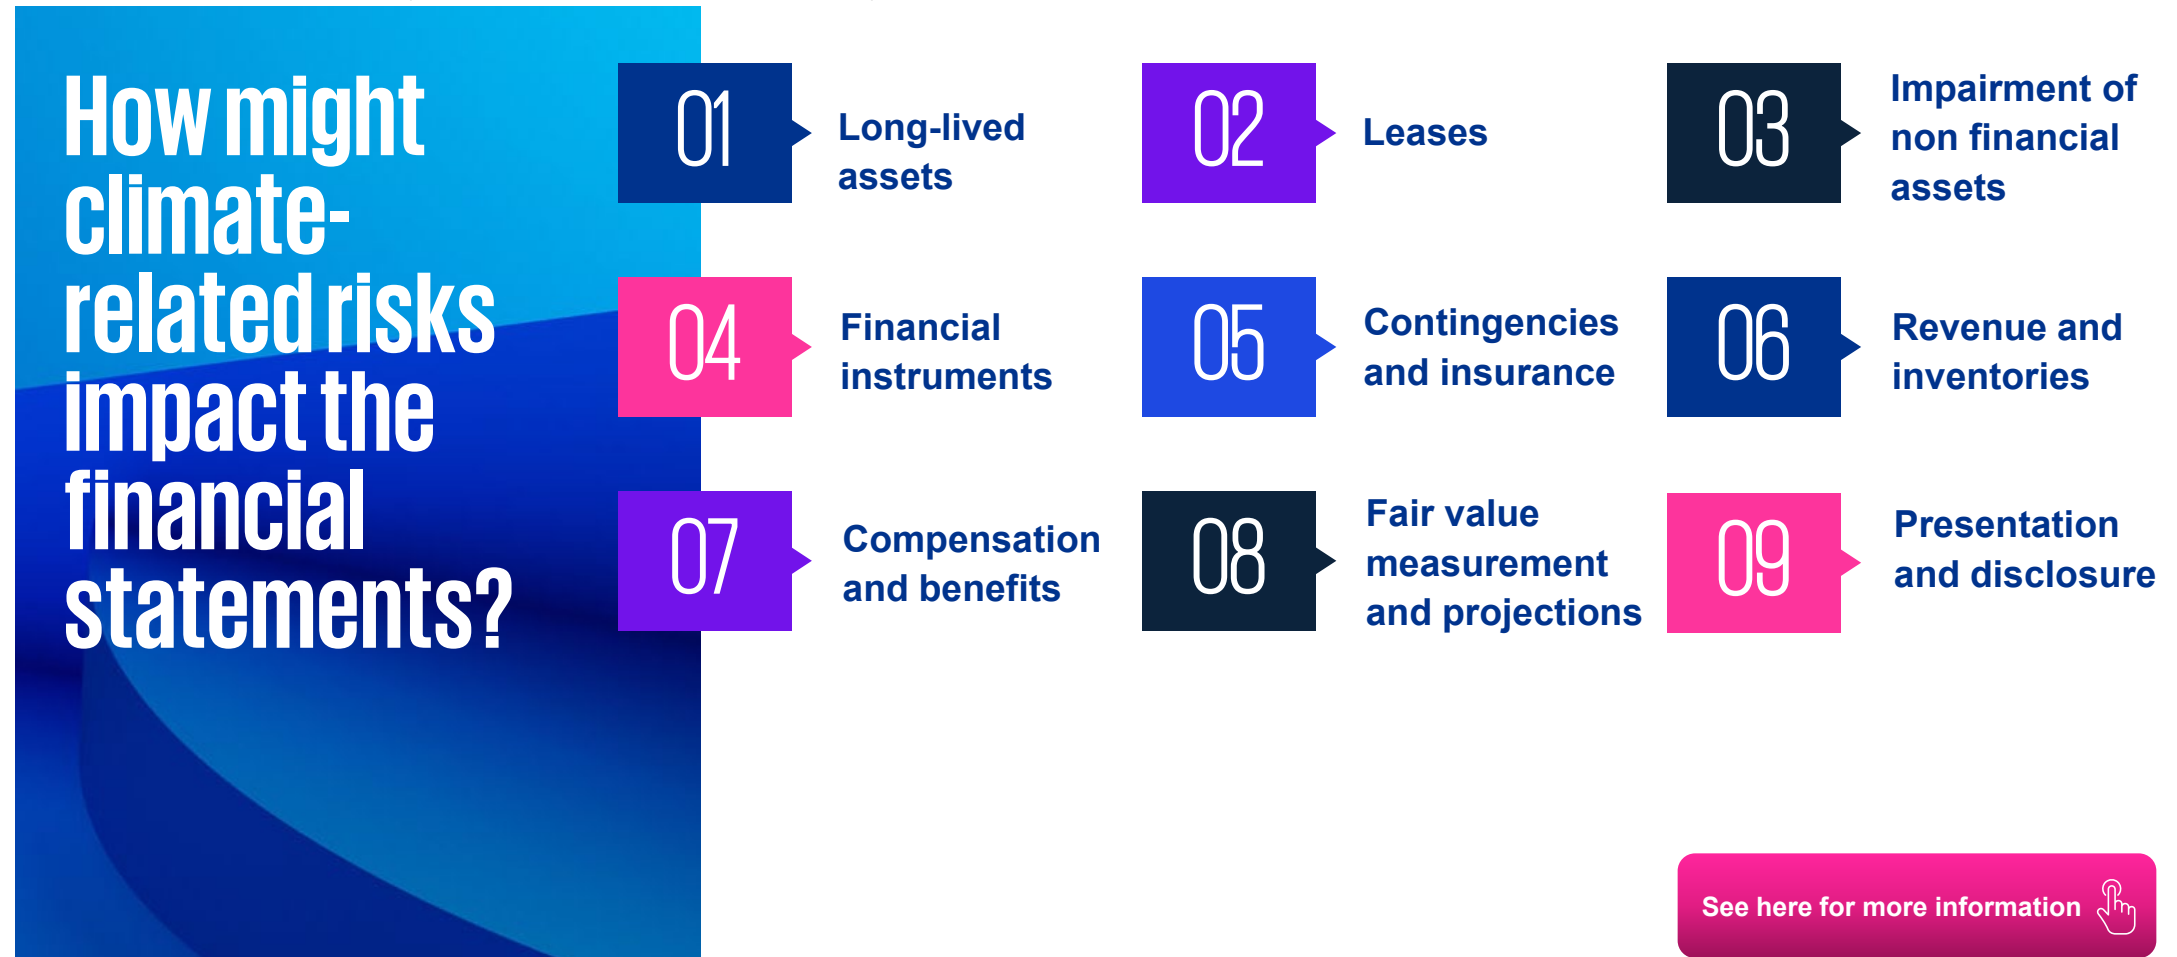 How might
climate-
related risks
impact the
financial
statements?
01
Long-lived
assets
02
Leases
03
Impairment of
non financial
assets
04
Financial
instruments
05
Contingencies
and insurance
06
Revenue and
inventories
07
Compensation
and benefits
08
Fair value
measurement
and projections
09
Presentation
and disclosure
See here for more information